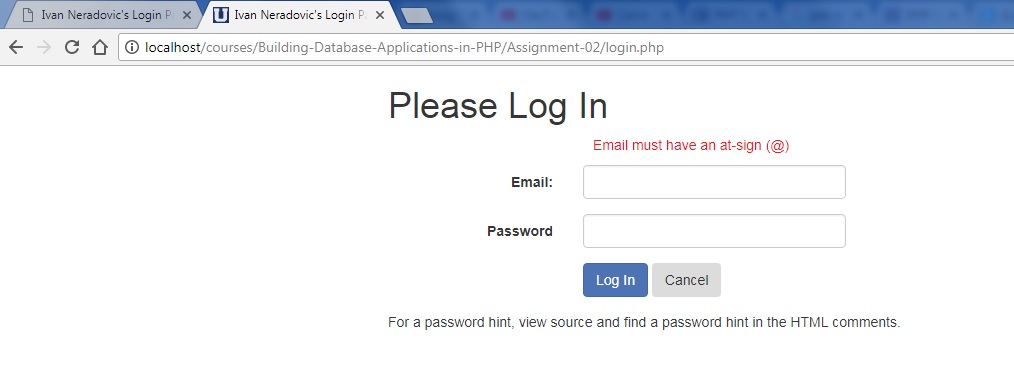 Ivan Neradovic's Login P
Ivan Neradovic's Login P
localhost/courses/Building-Database-Applications-in-PHP/Assignment-02/login.php
Please Log In
Email must have an at-sign (@)
Email:
Password
Log In Cancel
For a password hint, view source and find a password hint in the HTML comments.